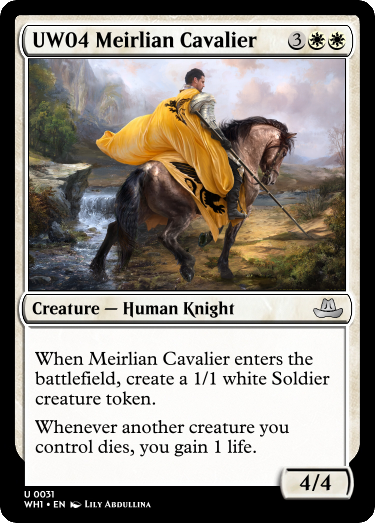 UW04 Meirlian Cavalier 3
Creature — Human Knight
When Meirlian Cavalier enters the
battlefield, create a 1/1 white Soldier
creature token.
Whenever another creature you
control dies, you gain 1 life.
4/4
U 0031
WH1 • EN Lily Abdullina